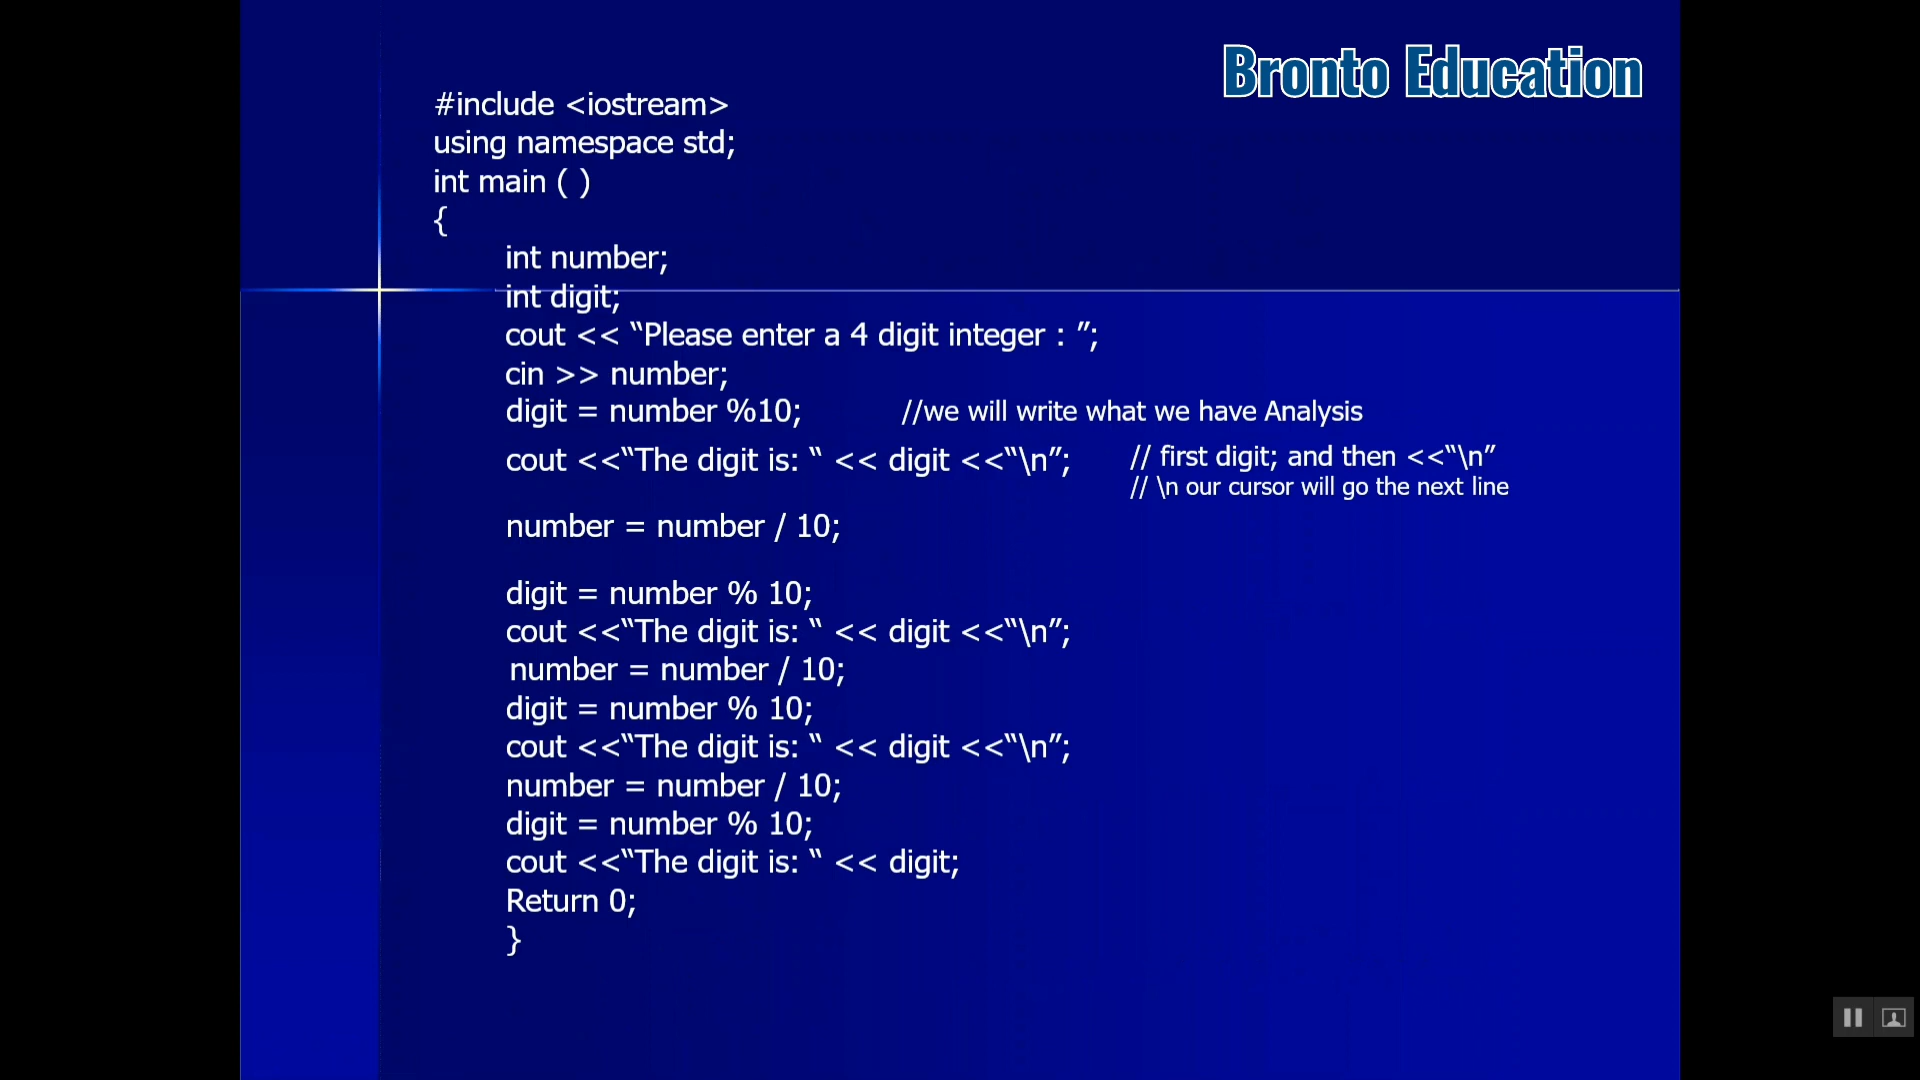 Bronto Education
#include <iostream>
using namespace std;
int main ( )
{
int number;
int digit;
cout << “Please enter a 4 digit integer : ”;
cin >> number;
digit = number %10; //we will write what we have Analysis
cout <<“The digit is: “ << digit <<“\n”; // first digit; and then <<“\n”
// \n our cursor will go the next line
number = number / 10;
digit = number % 10;
cout <<“The digit is: “ << digit <<“\n”;
number = number / 10;
digit = number % 10;
cout <<“The digit is: “ << digit <<“\n”;
number = number / 10;
digit = number % 10;
cout <<“The digit is: “ << digit;
Return 0;
}